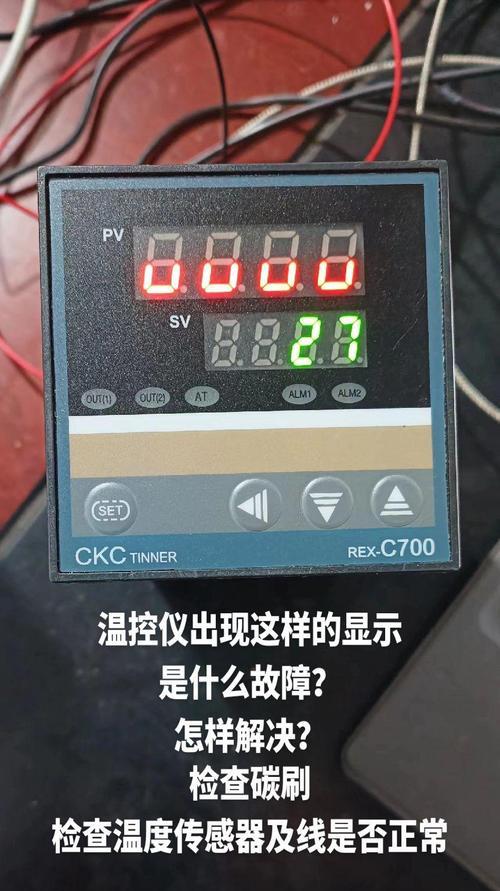 PV
uuuu
SV
27
OUT(1) OUT(2) AT ALM1 ALM2
SET
CKC TINNER REX-C700
温控仪出现这样的显示
是什么故障?
怎样解决?
检查碳刷
检查温度传感器及线是否正常